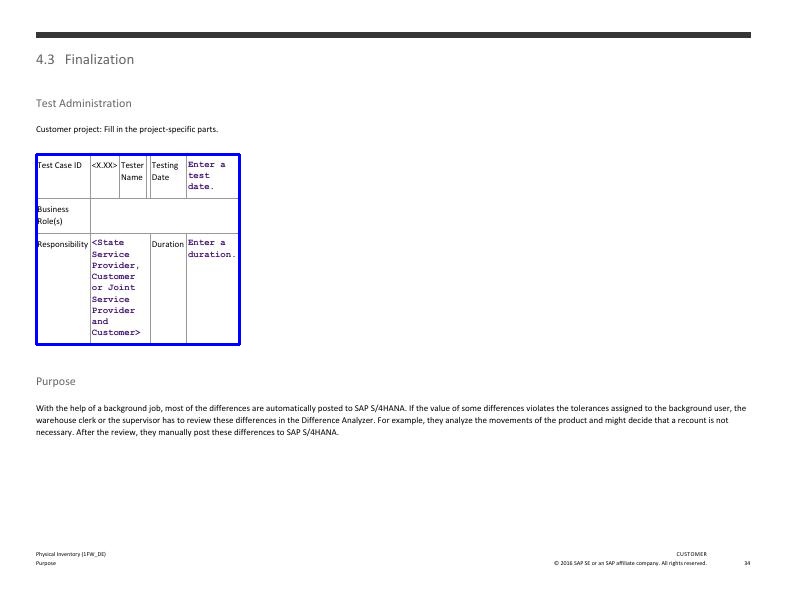 4.3 Finalization
Test Administration
Customer project: Fill in the project-specific parts.
Test Case ID <X.XX> Tester Testing Enter a
Name Date test
date.
Business
Role(s)
Responsibility <State Duration Enter a
Service duration.
Provider,
Customer
or Joint
Service
Provider
and
Customer>
Purpose
With the help of a background job, most of the differences are automatically posted to SAP S/4HANA. If the value of some differences violates the tolerances assigned to the background user, the
warehouse clerk or the supervisor has to review these differences in the Difference Analyzer. For example, they analyze the movements of the product and might decide that a recount is not
necessary. After the review, they manually post these differences to SAP S/4HANA.
Physical Inventory (1FW_DE) CUSTOMER
Purpose © 2016 SAP SE or an SAP affiliate company. All rights reserved. 34